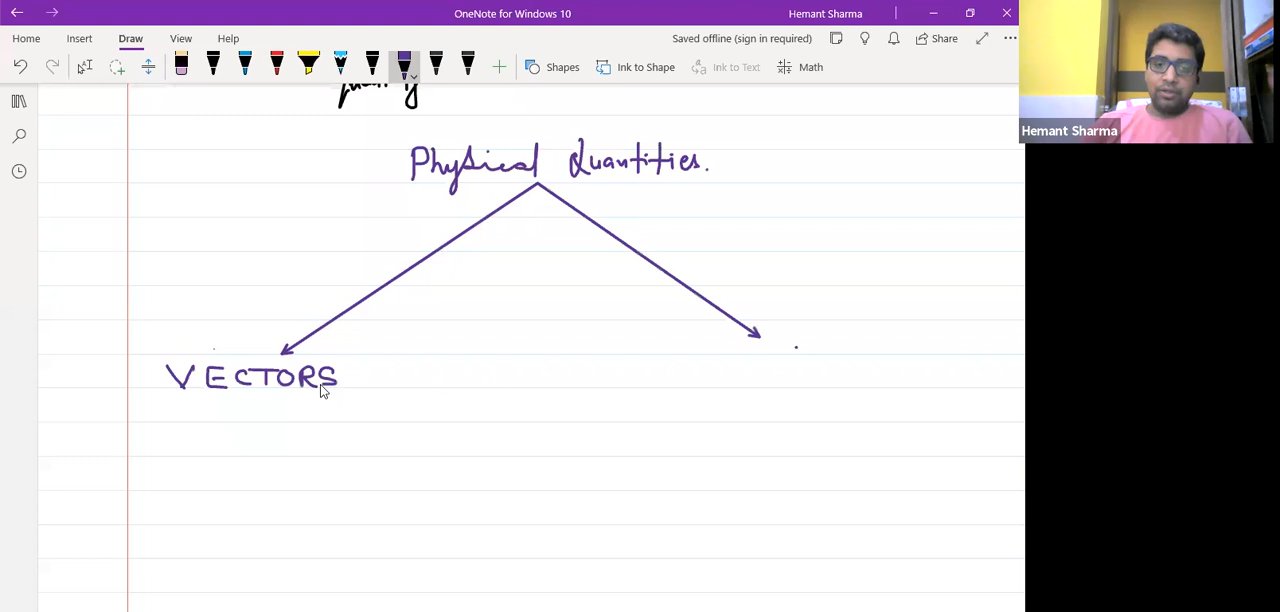 OneNote for Windows 10
Hemant Sharma
Home Insert Draw View Help
Saved offline (sign in required)
Share
Shapes
Ink to Shape
Ink to Text
Math
Hemant Sharma
Physical Quantities.
VECTORS